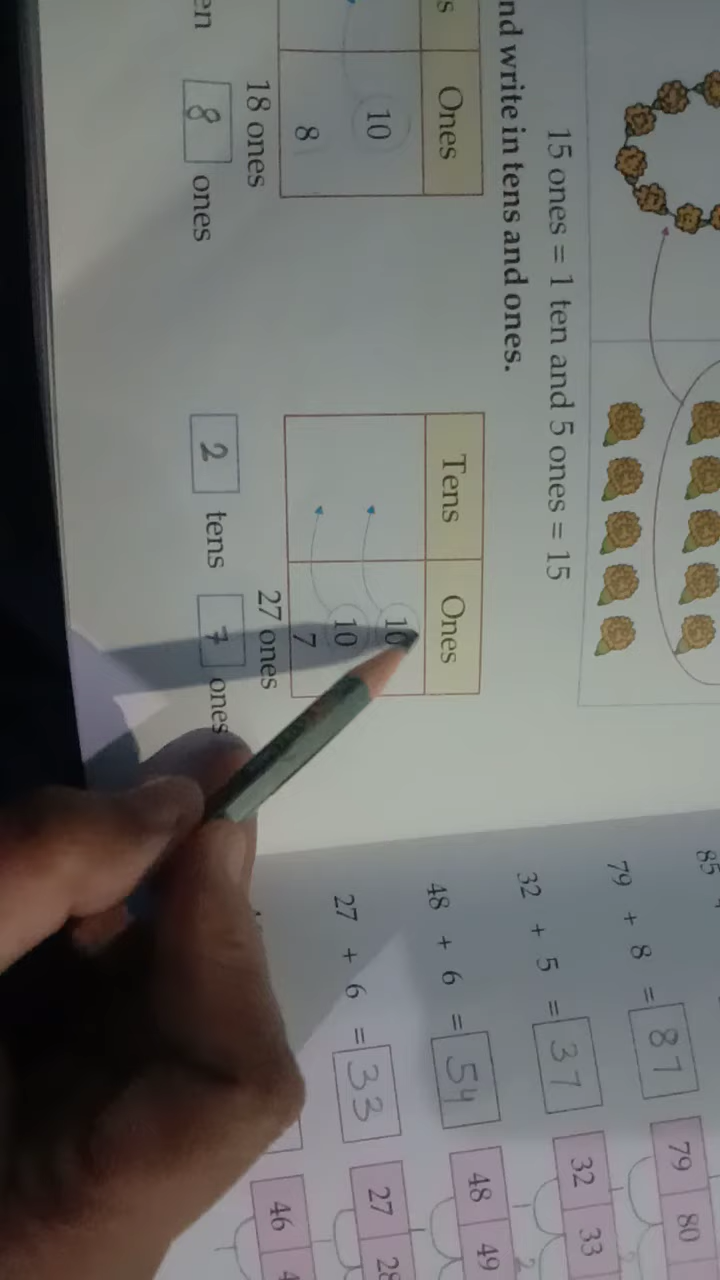 15 ones = 1 ten and 5 ones = 15
nd write in tens and ones.
s Ones
10
8
18 ones
en 8 ones
Tens Ones
10
10
7
27 ones
2 tens 7 ones
85
79 + 8 = 87
79 80
32 + 5 = 37
32 33
48 + 6 = 54
48 49
27 + 6 = 33
27 28
46 4